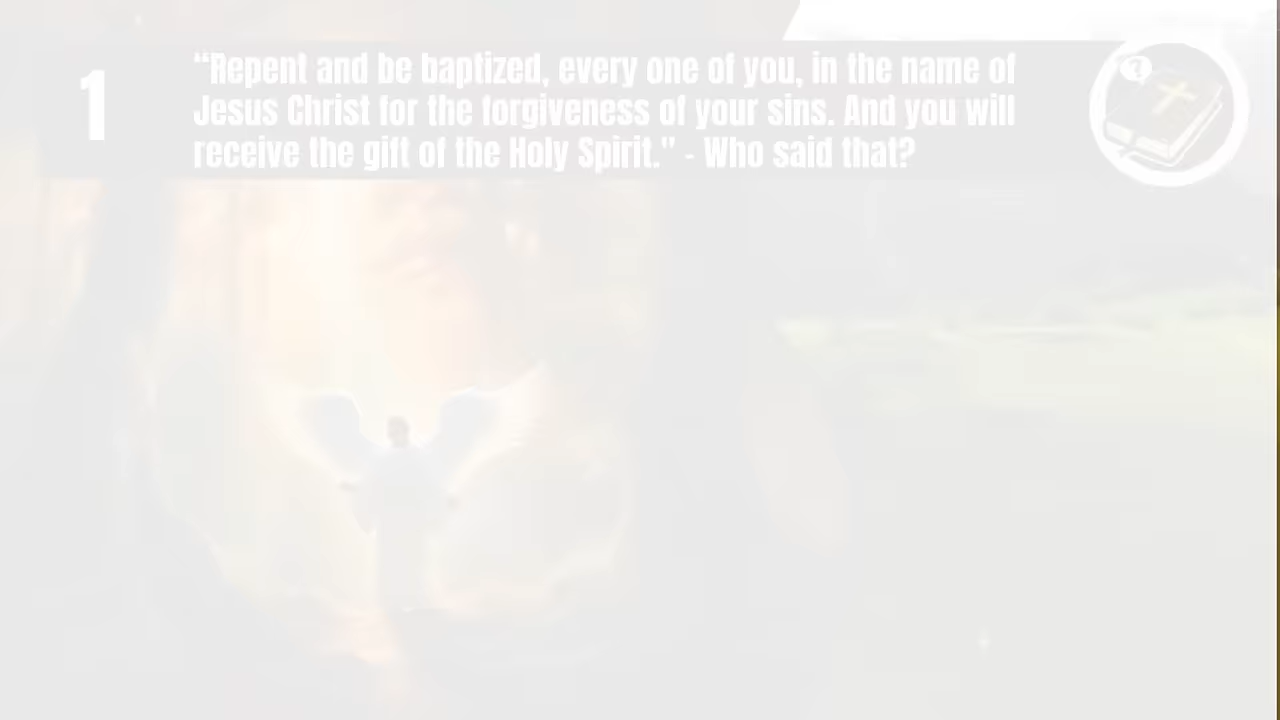 1
“Repent and be baptized, every one of you, in the name of
Jesus Christ for the forgiveness of your sins. And you will
receive the gift of the Holy Spirit." - Who said that?
?